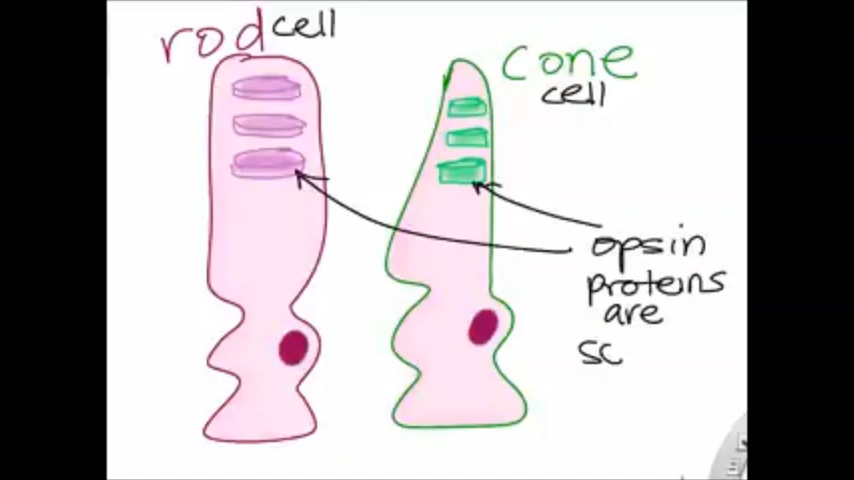 rod cell
cone
cell
opsin
proteins
are
sc